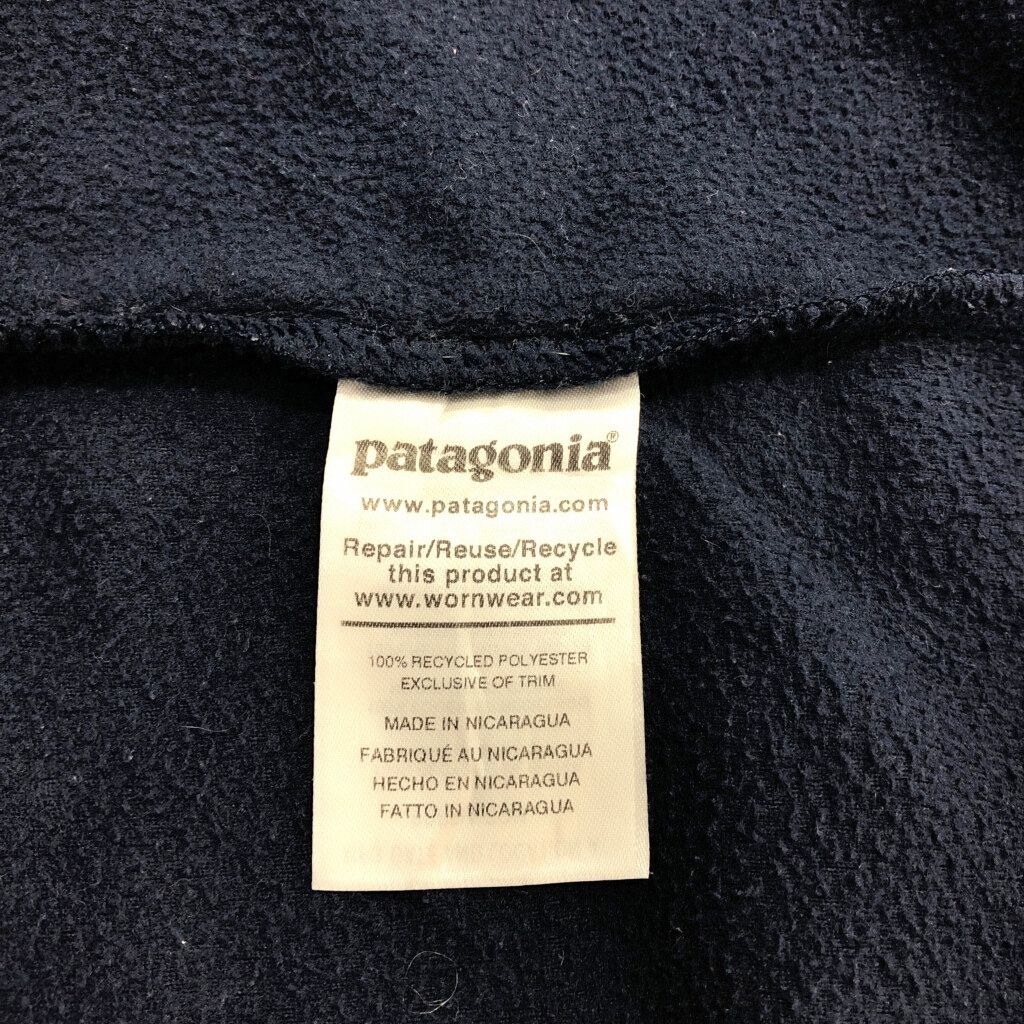 patagonia®
www.patagonia.com
Repair/Reuse/Recycle
this product at
www.wornwear.com
100% RECYCLED POLYESTER
EXCLUSIVE OF TRIM
MADE IN NICARAGUA
FABRIQUÉ AU NICARAGUA
HECHO EN NICARAGUA
FATTO IN NICARAGUA